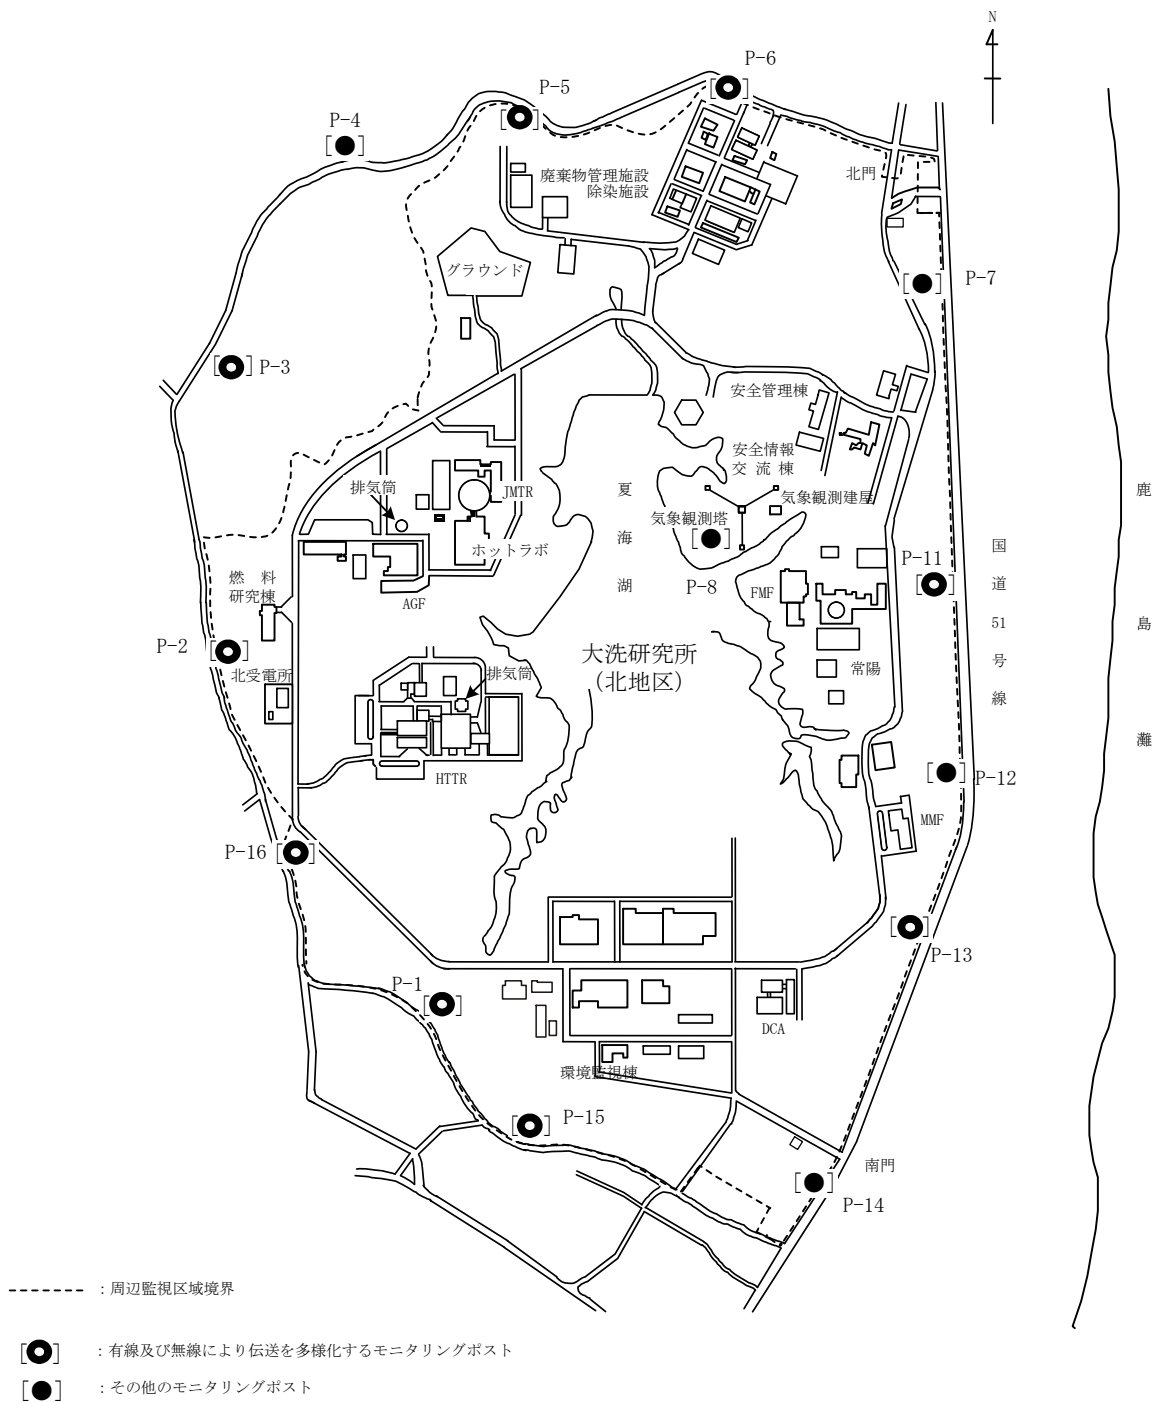 N
P-6
P-5
P-4
廃棄物管理施設
除染施設
北門
グラウンド
P-7
P-3
安全管理棟
安全情報
交流棟
排気筒
JMTR
気象観測建屋
気象観測塔
ホットラボ
夏海湖
鹿島灘
国道51号線
P-11
燃料
研究棟
AGF
P-8
FMF
P-2
北受電所
排気筒
大洗研究所
（北地区）
常陽
HTTR
P-12
MMF
P-16
P-13
P-1
DCA
環境監視棟
P-15
南門
P-14
：周辺監視区域境界
：有線及び無線により伝送を多様化するモニタリングポスト
：その他のモニタリングポスト